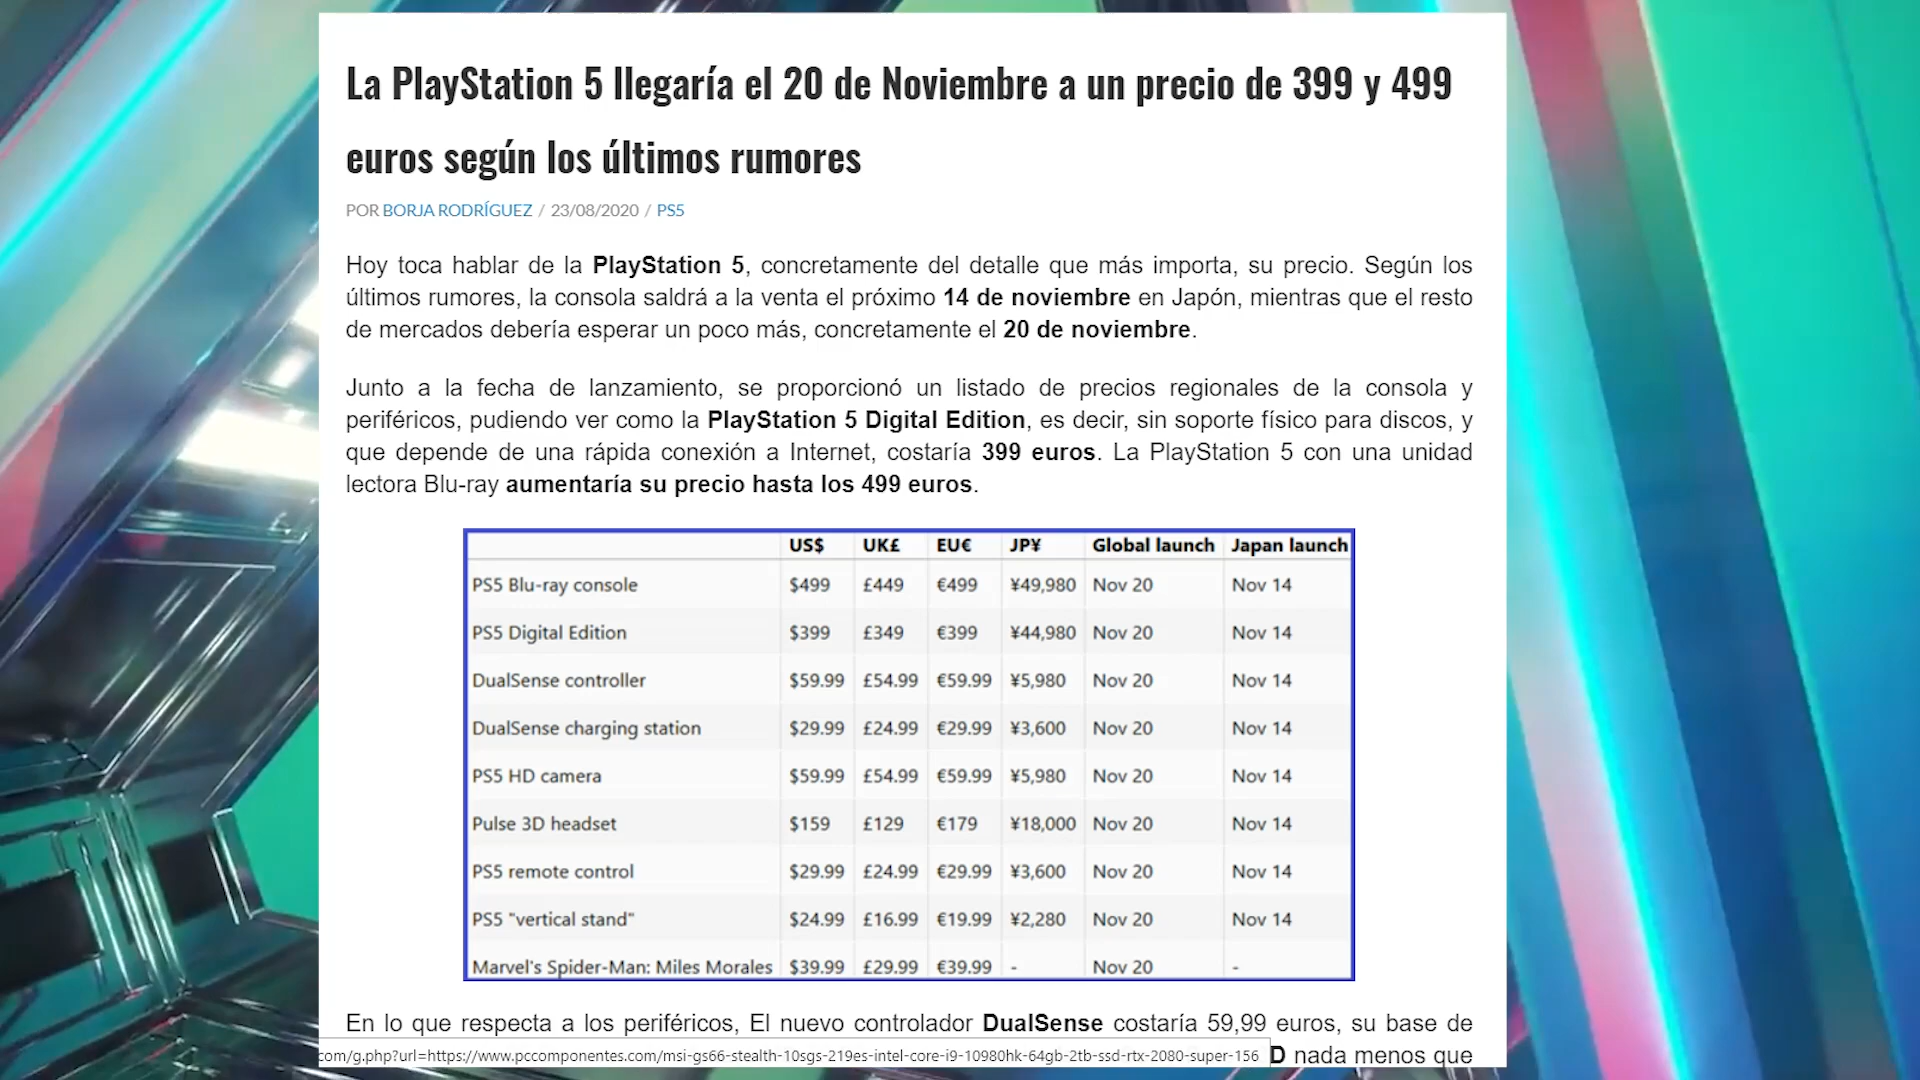 La PlayStation 5 llegaría el 20 de Noviembre a un precio de 399 y 499
euros según los últimos rumores
POR BORJA RODRÍGUEZ / 23/08/2020 / PS5
Hoy toca hablar de la PlayStation 5, concretamente del detalle que más importa, su precio. Según los
últimos rumores, la consola saldrá a la venta el próximo 14 de noviembre en Japón, mientras que el resto
de mercados debería esperar un poco más, concretamente el 20 de noviembre.
Junto a la fecha de lanzamiento, se proporcionó un listado de precios regionales de la consola y
periféricos, pudiendo ver como la PlayStation 5 Digital Edition, es decir, sin soporte físico para discos, y
que depende de una rápida conexión a Internet, costaría 399 euros. La PlayStation 5 con una unidad
lectora Blu-ray aumentaría su precio hasta los 499 euros.
US$ UK£ EU€ JP¥ Global launch Japan launch
PS5 Blu-ray console $499 £449 €499 ¥49,980 Nov 20 Nov 14
PS5 Digital Edition $399 £349 €399 ¥44,980 Nov 20 Nov 14
DualSense controller $59.99 £54.99 €59.99 ¥5,980 Nov 20 Nov 14
DualSense charging station $29.99 £24.99 €29.99 ¥3,600 Nov 20 Nov 14
PS5 HD camera $59.99 £54.99 €59.99 ¥5,980 Nov 20 Nov 14
Pulse 3D headset $159 £129 €179 ¥18,000 Nov 20 Nov 14
PS5 remote control $29.99 £24.99 €29.99 ¥3,600 Nov 20 Nov 14
PS5 "vertical stand" $24.99 £16.99 €19.99 ¥2,280 Nov 20 Nov 14
Marvel's Spider-Man: Miles Morales $39.99 £29.99 €39.99 - Nov 20 -
En lo que respecta a los periféricos, El nuevo controlador DualSense costaría 59,99 euros, su base de
com/g.php?url=https://www.pccomponentes.com/msi-gs66-stealth-10sgs-219es-intel-core-i9-10980hk-64gb-2tb-ssd-rtx-2080-super-156 D nada menos que